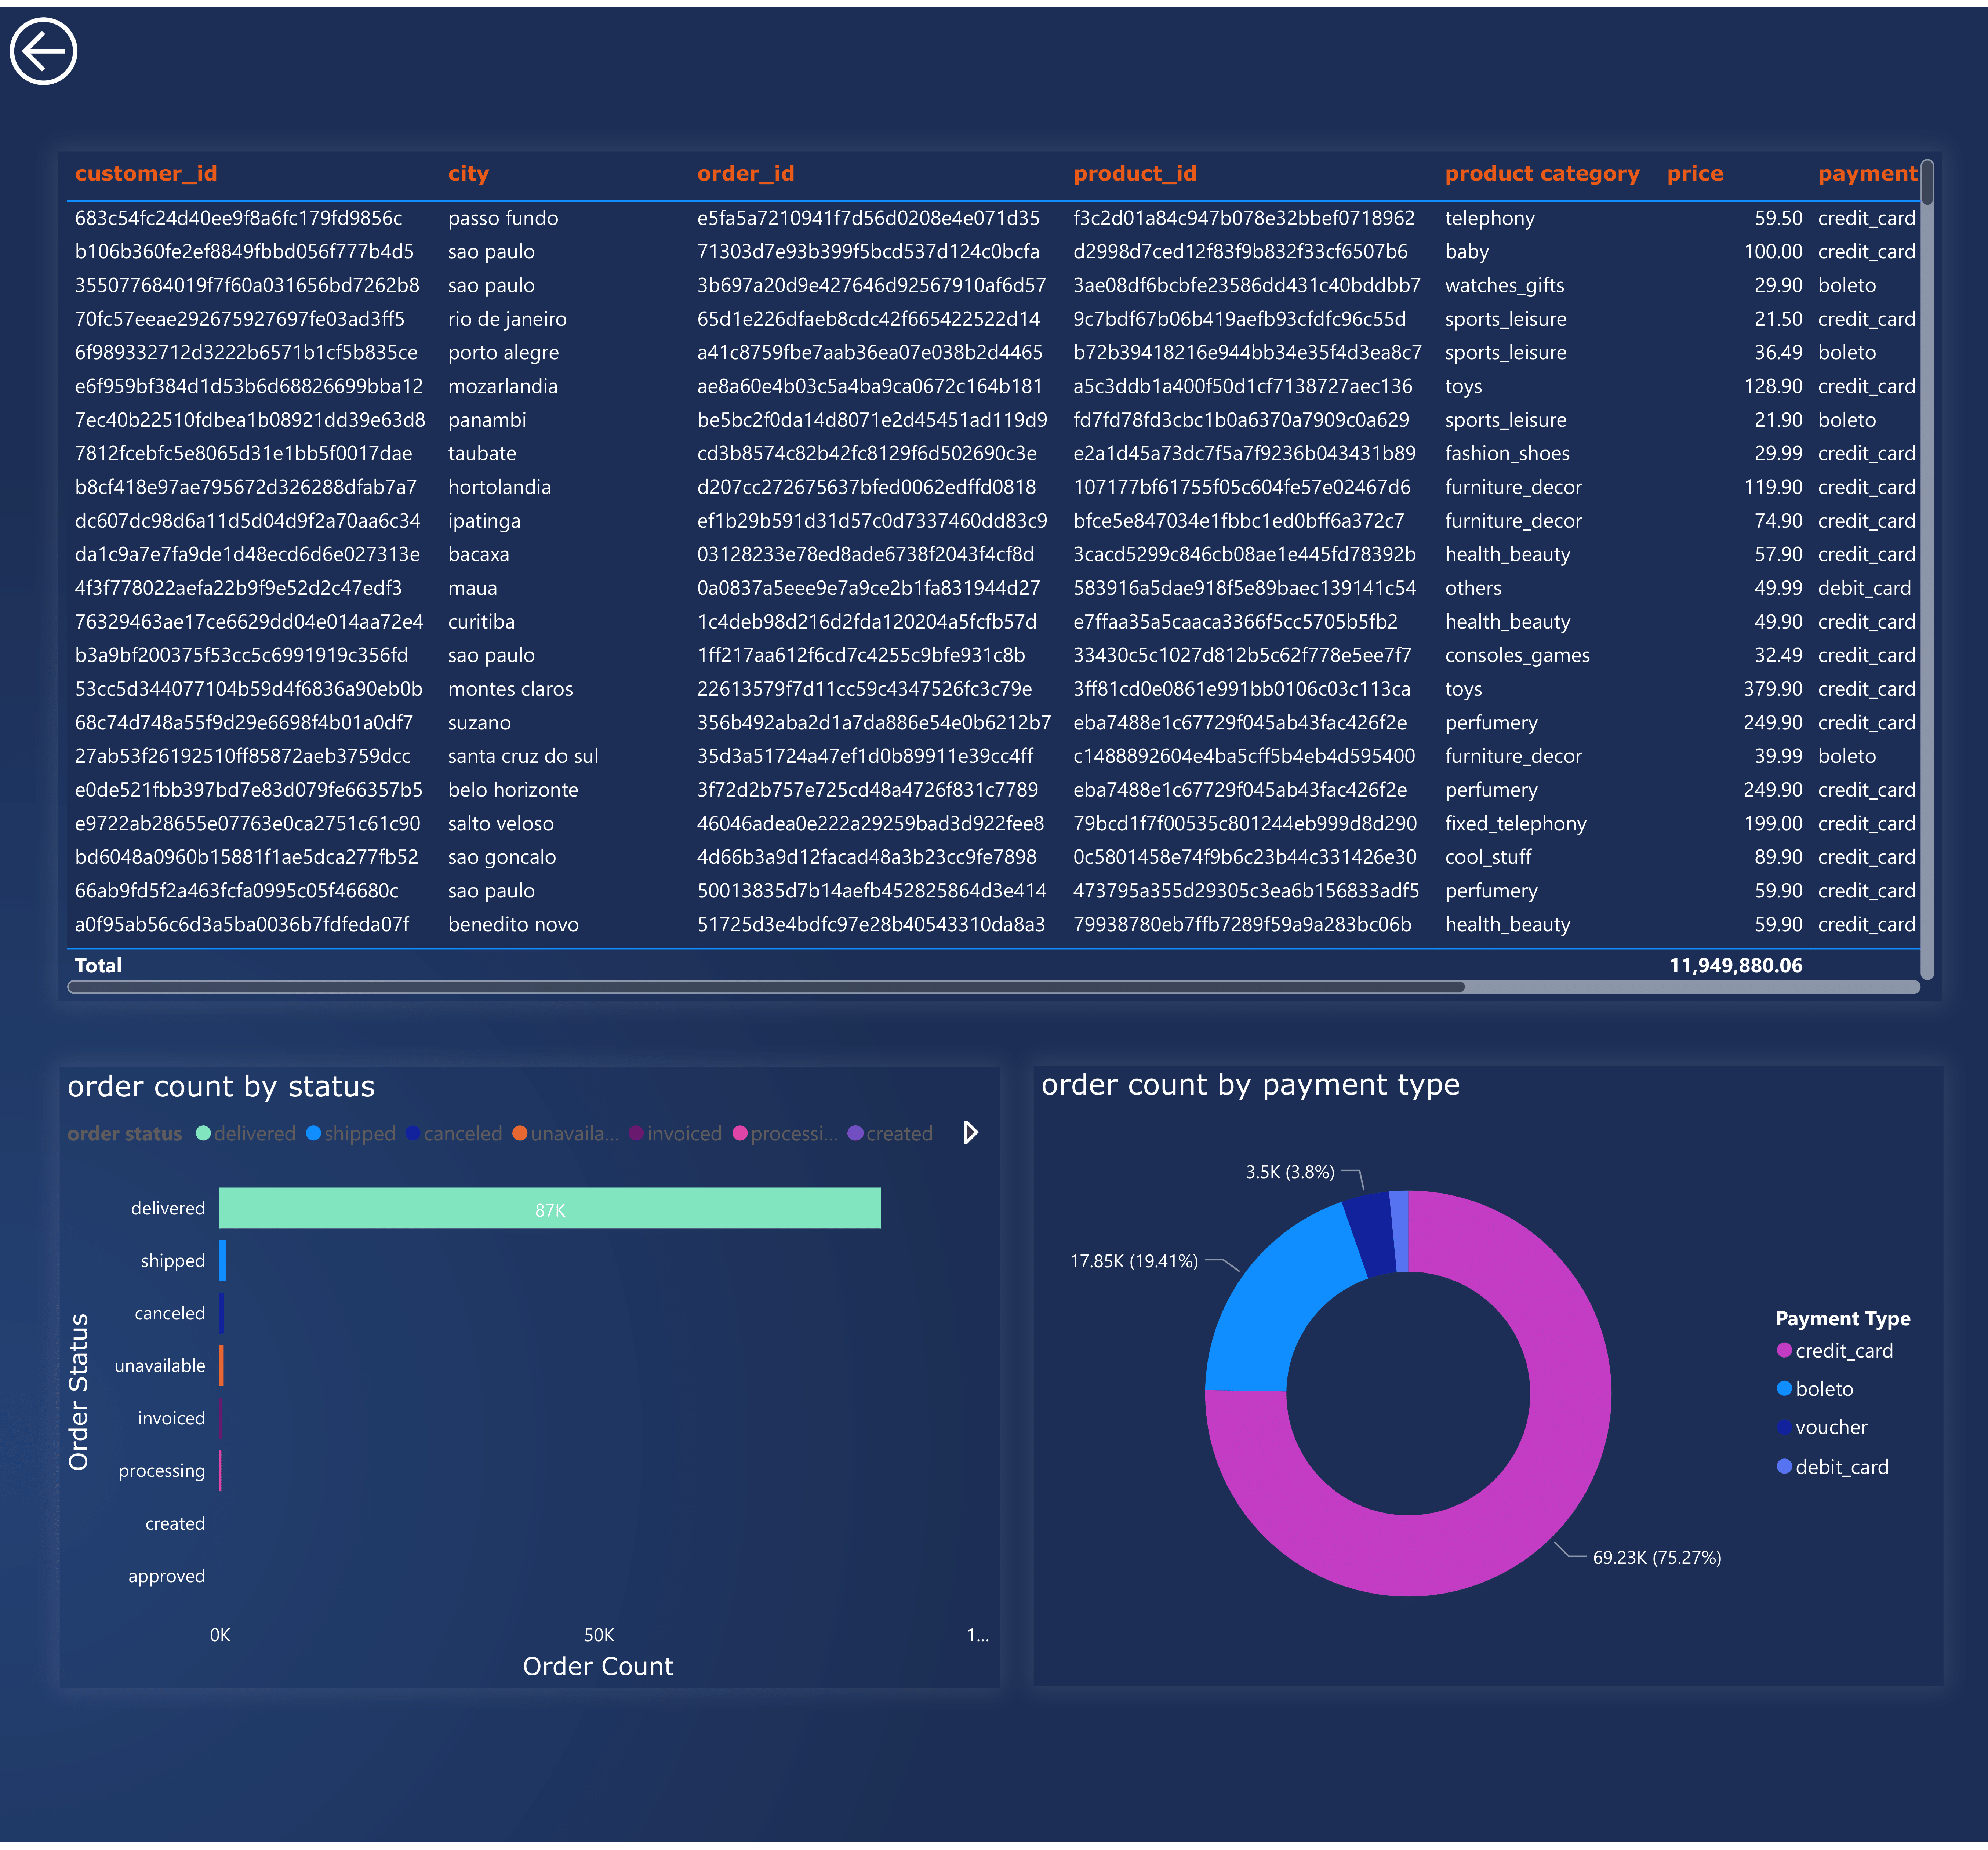 customer_id city order_id product_id product category price payment
683c54fc24d40ee9f8a6fc179fd9856c passo fundo e5fa5a7210941f7d56d0208e4e071d35 f3c2d01a84c947b078e32bbef0718962 telephony 59.50 credit_card
b106b360fe2ef8849fbbd056f777b4d5 sao paulo 71303d7e93b399f5bcd537d124c0bcfa d2998d7ced12f83f9b832f33cf6507b6 baby 100.00 credit_card
355077684019f7f60a031656bd7262b8 sao paulo 3b697a20d9e427646d92567910af6d57 3ae08df6bcbfe23586dd431c40bddbb7 watches_gifts 29.90 boleto
70fc57eeae292675927697fe03ad3ff5 rio de janeiro 65d1e226dfaeb8cdc42f665422522d14 9c7bdf67b06b419aefb93cfdfc96c55d sports_leisure 21.50 credit_card
6f989332712d3222b6571b1cf5b835ce porto alegre a41c8759fbe7aab36ea07e038b2d4465 b72b39418216e944bb34e35f4d3ea8c7 sports_leisure 36.49 boleto
e6f959bf384d1d53b6d68826699bba12 mozarlandia ae8a60e4b03c5a4ba9ca0672c164b181 a5c3ddb1a400f50d1cf7138727aec136 toys 128.90 credit_card
7ec40b22510fdbea1b08921dd39e63d8 panambi be5bc2f0da14d8071e2d45451ad119d9 fd7fd78fd3cbc1b0a6370a7909c0a629 sports_leisure 21.90 boleto
7812fcebfc5e8065d31e1bb5f0017dae taubate cd3b8574c82b42fc8129f6d502690c3e e2a1d45a73dc7f5a7f9236b043431b89 fashion_shoes 29.99 credit_card
b8cf418e97ae795672d326288dfab7a7 hortolandia d207cc272675637bfed0062edffd0818 107177bf61755f05c604fe57e02467d6 furniture_decor 119.90 credit_card
dc607dc98d6a11d5d04d9f2a70aa6c34 ipatinga ef1b29b591d31d57c0d7337460dd83c9 bfce5e847034e1fbbc1ed0bff6a372c7 furniture_decor 74.90 credit_card
da1c9a7e7fa9de1d48ecd6d6e027313e bacaxa 03128233e78ed8ade6738f2043f4cf8d 3cacd5299c846cb08ae1e445fd78392b health_beauty 57.90 credit_card
4f3f778022aefa22b9f9e52d2c47edf3 maua 0a0837a5eee9e7a9ce2b1fa831944d27 583916a5dae918f5e89baec139141c54 others 49.99 debit_card
76329463ae17ce6629dd04e014aa72e4 curitiba 1c4deb98d216d2fda120204a5fcfb57d e7ffaa35a5caaca3366f5cc5705b5fb2 health_beauty 49.90 credit_card
b3a9bf200375f53cc5c6991919c356fd sao paulo 1ff217aa612f6cd7c4255c9bfe931c8b 33430c5c1027d812b5c62f778e5ee7f7 consoles_games 32.49 credit_card
53cc5d344077104b59d4f6836a90eb0b montes claros 22613579f7d11cc59c4347526fc3c79e 3ff81cd0e0861e991bb0106c03c113ca toys 379.90 credit_card
68c74d748a55f9d29e6698f4b01a0df7 suzano 356b492aba2d1a7da886e54e0b6212b7 eba7488e1c67729f045ab43fac426f2e perfumery 249.90 credit_card
27ab53f26192510ff85872aeb3759dcc santa cruz do sul 35d3a51724a47ef1d0b89911e39cc4ff c1488892604e4ba5cff5b4eb4d595400 furniture_decor 39.99 boleto
e0de521fbb397bd7e83d079fe66357b5 belo horizonte 3f72d2b757e725cd48a4726f831c7789 eba7488e1c67729f045ab43fac426f2e perfumery 249.90 credit_card
e9722ab28655e07763e0ca2751c61c90 salto veloso 46046adea0e222a29259bad3d922fee8 79bcd1f7f00535c801244eb999d8d290 fixed_telephony 199.00 credit_card
bd6048a0960b15881f1ae5dca277fb52 sao goncalo 4d66b3a9d12facad48a3b23cc9fe7898 0c5801458e74f9b6c23b44c331426e30 cool_stuff 89.90 credit_card
66ab9fd5f2a463fcfa0995c05f46680c sao paulo 50013835d7b14aefb452825864d3e414 473795a355d29305c3ea6b156833adf5 perfumery 59.90 credit_card
a0f95ab56c6d3a5ba0036b7fdfeda07f benedito novo 51725d3e4bdfc97e28b40543310da8a3 79938780eb7ffb7289f59a9a283bc06b health_beauty 59.90 credit_card
Total 11,949,880.06
order count by status
order status delivered shipped canceled unavaila... invoiced processi... created
Order Status
delivered 87K
shipped
canceled
unavailable
invoiced
processing
created
approved
0K 50K 1...
Order Count
order count by payment type
3.5K (3.8%)
17.85K (19.41%)
69.23K (75.27%)
Payment Type
credit_card
boleto
voucher
debit_card